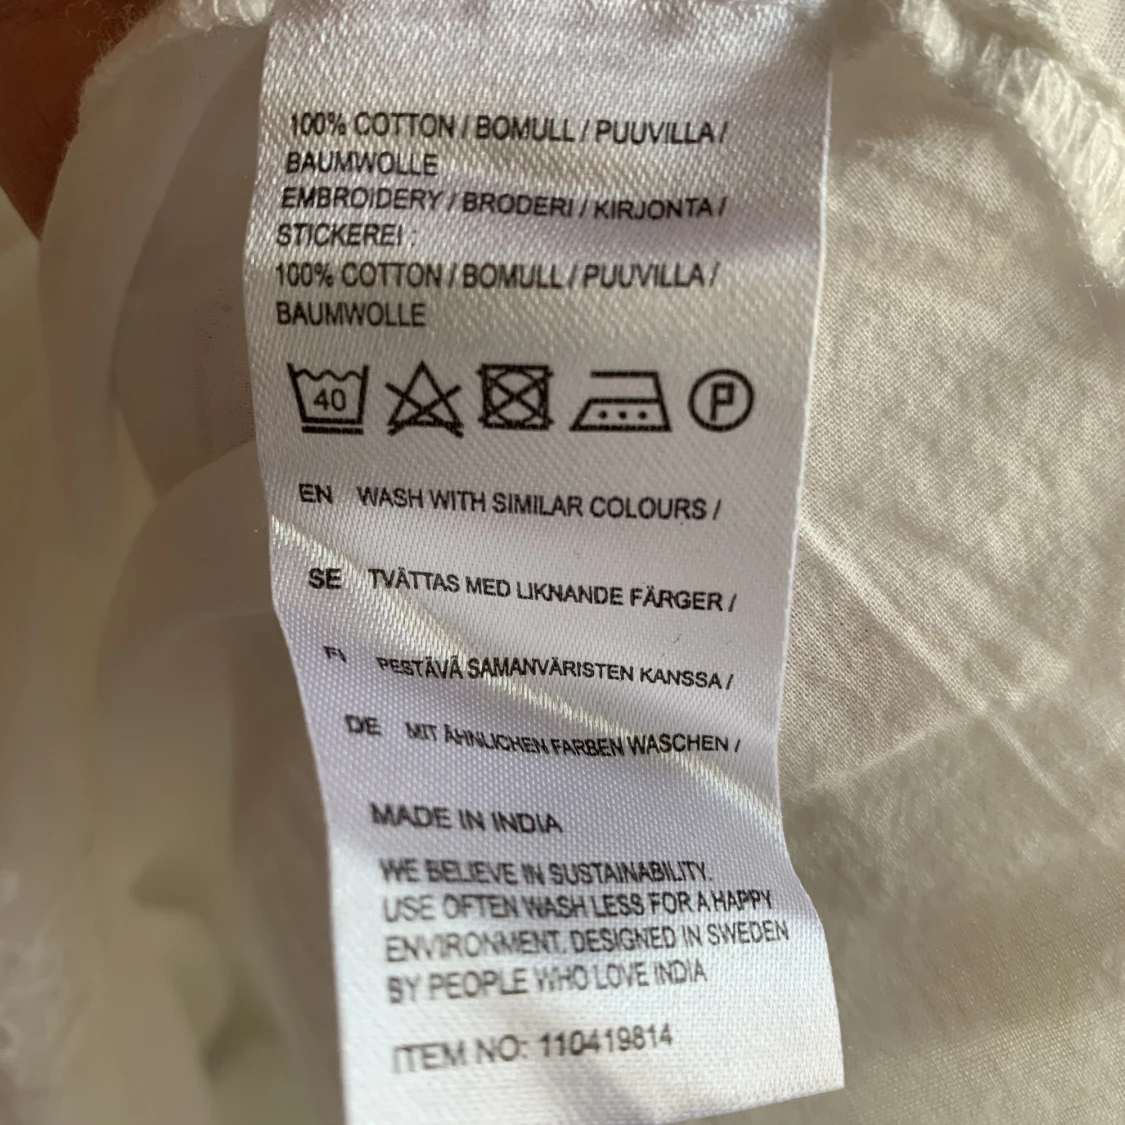 100% COTTON / BOMULL / PUUVILLA /
BAUMWOLLE
EMBROIDERY / BRODERI / KIRJONTA /
STICKEREI :
100% COTTON / BOMULL / PUUVILLA /
BAUMWOLLE
40 P
EN WASH WITH SIMILAR COLOURS /
SE TVÄTTAS MED LIKNANDE FÄRGER /
FI PESTÄVÄ SAMANVÄRISTEN KANSSA /
DE MIT ÄHNLICHEN FARBEN WASCHEN /
MADE IN INDIA
WE BELIEVE IN SUSTAINABILITY.
USE OFTEN WASH LESS FOR A HAPPY
ENVIRONMENT. DESIGNED IN SWEDEN
BY PEOPLE WHO LOVE INDIA
ITEM NO: 110419814